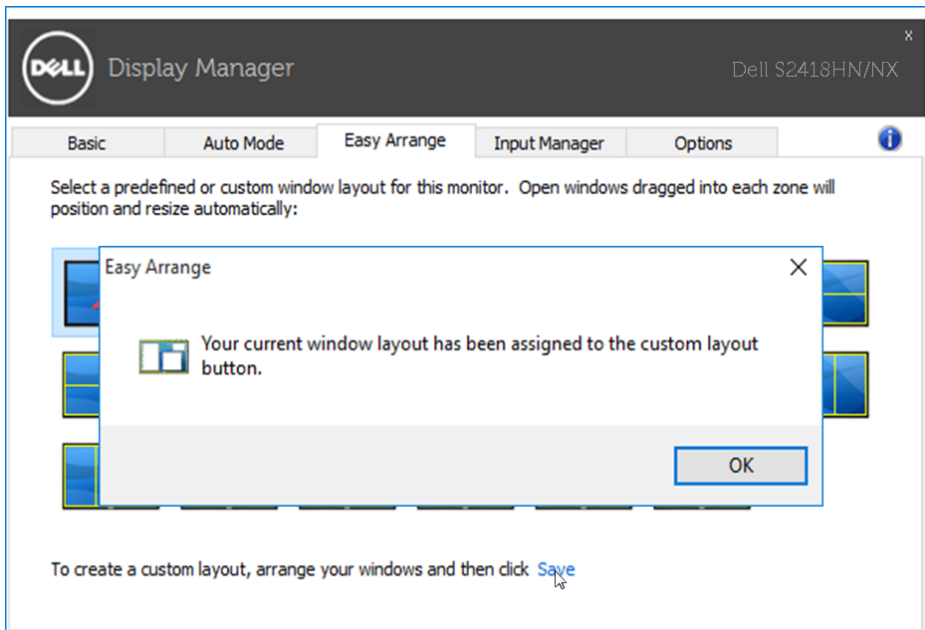 DELL
Display Manager
x
Dell S2418HN/NX
Basic
Auto Mode
Easy Arrange
Input Manager
Options
i
Select a predefined or custom window layout for this monitor. Open windows dragged into each zone will
position and resize automatically:
Easy Arrange
Your current window layout has been assigned to the custom layout
button.
OK
To create a custom layout, arrange your windows and then click Save